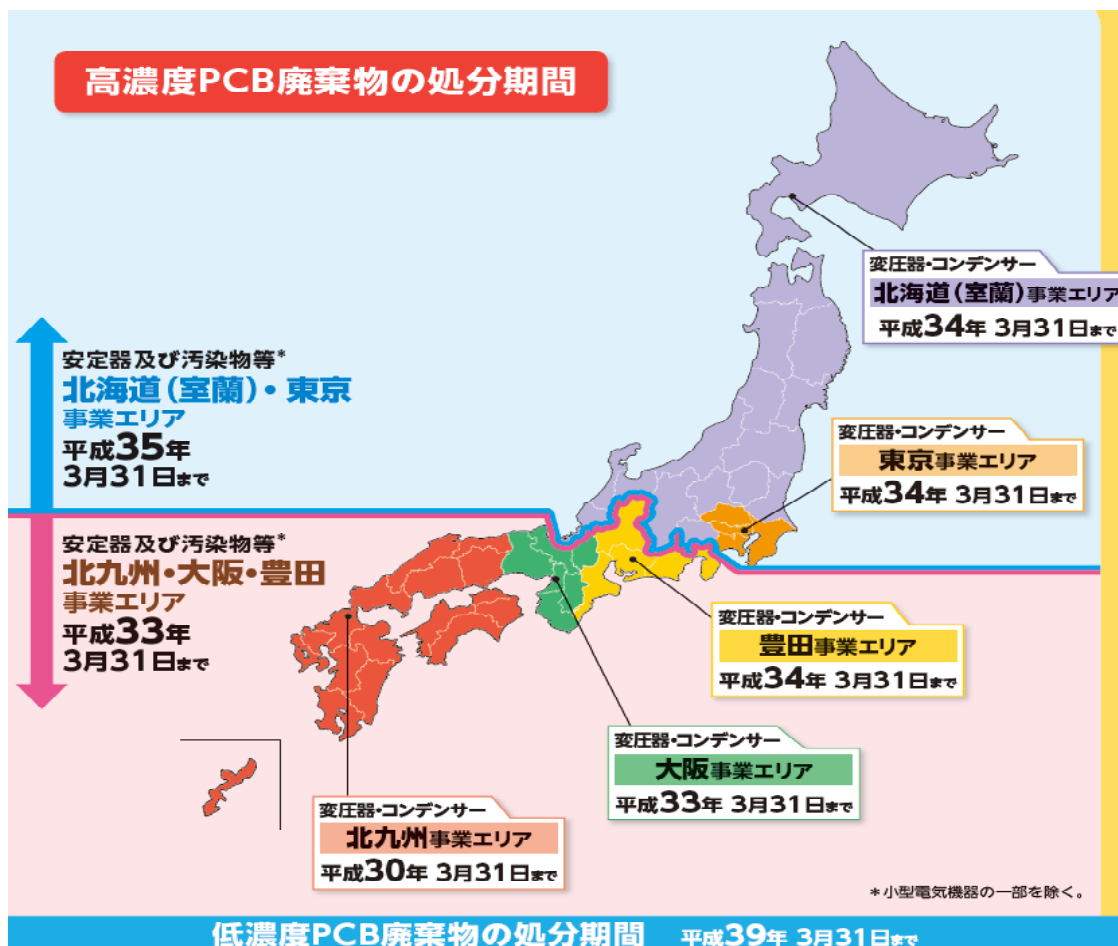 高濃度PCB廃棄物の処分期間
変圧器・コンデンサー
北海道(室蘭)事業エリア
平成34年 3月31日まで
安定器及び汚染物等*
北海道(室蘭)・東京
事業エリア
平成35年
3月31日まで
変圧器・コンデンサー
東京事業エリア
平成34年 3月31日まで
安定器及び汚染物等*
北九州・大阪・豊田
事業エリア
平成33年
3月31日まで
変圧器・コンデンサー
豊田事業エリア
平成34年 3月31日まで
変圧器・コンデンサー
大阪事業エリア
平成33年 3月31日まで
変圧器・コンデンサー
北九州事業エリア
平成30年 3月31日まで
*小型電気機器の一部を除く。
低濃度PCB廃棄物の処分期間 平成39年 3月31日まで